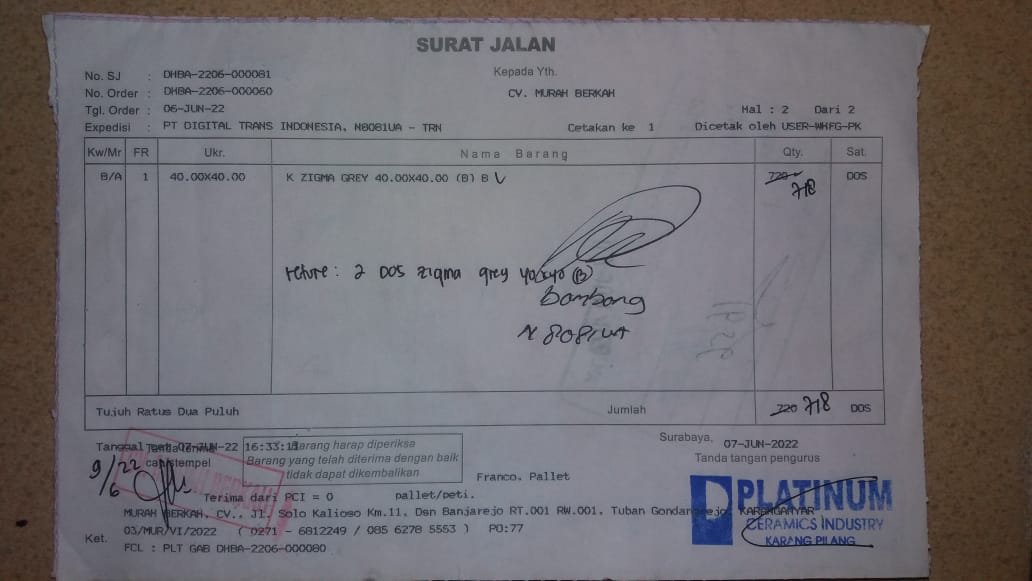 SURAT JALAN
No. SJ : DHBA-2206-000081
Kepada Yth.
No. Order : DHBA-2206-000060
CV. MURAH BERKAH
Tgl. Order : 06-JUN-22
Hal : 2 Dari 2
Expedisi : PT DIGITAL TRANS INDONESIA, N8081UA - TRN
Cetakan ke 1
Dicetak oleh USER-WHFG-PK
Kw/Mr FR Ukr. Nama Barang Qty. Sat.
B/A 1 40.00X40.00 K ZIGMA GREY 40.00X40.00 (B) B 720 DOS
718
reture : 2 DOS zigma grey 40x40 (B)
Bambang
N 8081 UA
Tujuh Ratus Dua Puluh Jumlah 720 718 DOS
Tanggal 07-JUN-22 16:33:11
Tanda terima
cap/stempel
Barang harap diperiksa
Barang yang telah diterima dengan baik
tidak dapat dikembalikan
Surabaya, 07-JUN-2022
Tanda tangan pengurus
9/6 22
Franco, Pallet
Terima dari PCI = 0 pallet/peti.
MURAH BERKAH, CV., Jl. Solo Kalioso Km.11, Dsn Banjarejo RT.001 RW.001, Tuban Gondangrejo, KARANGANYAR
03/MUR/VI/2022 ( 0271 - 6812249 / 085 6278 5553 ) PO:77
Ket. FCL : PLT GAB DHBA-2206-000080
PLATINUM
CERAMICS INDUSTRY
KARANG PILANG